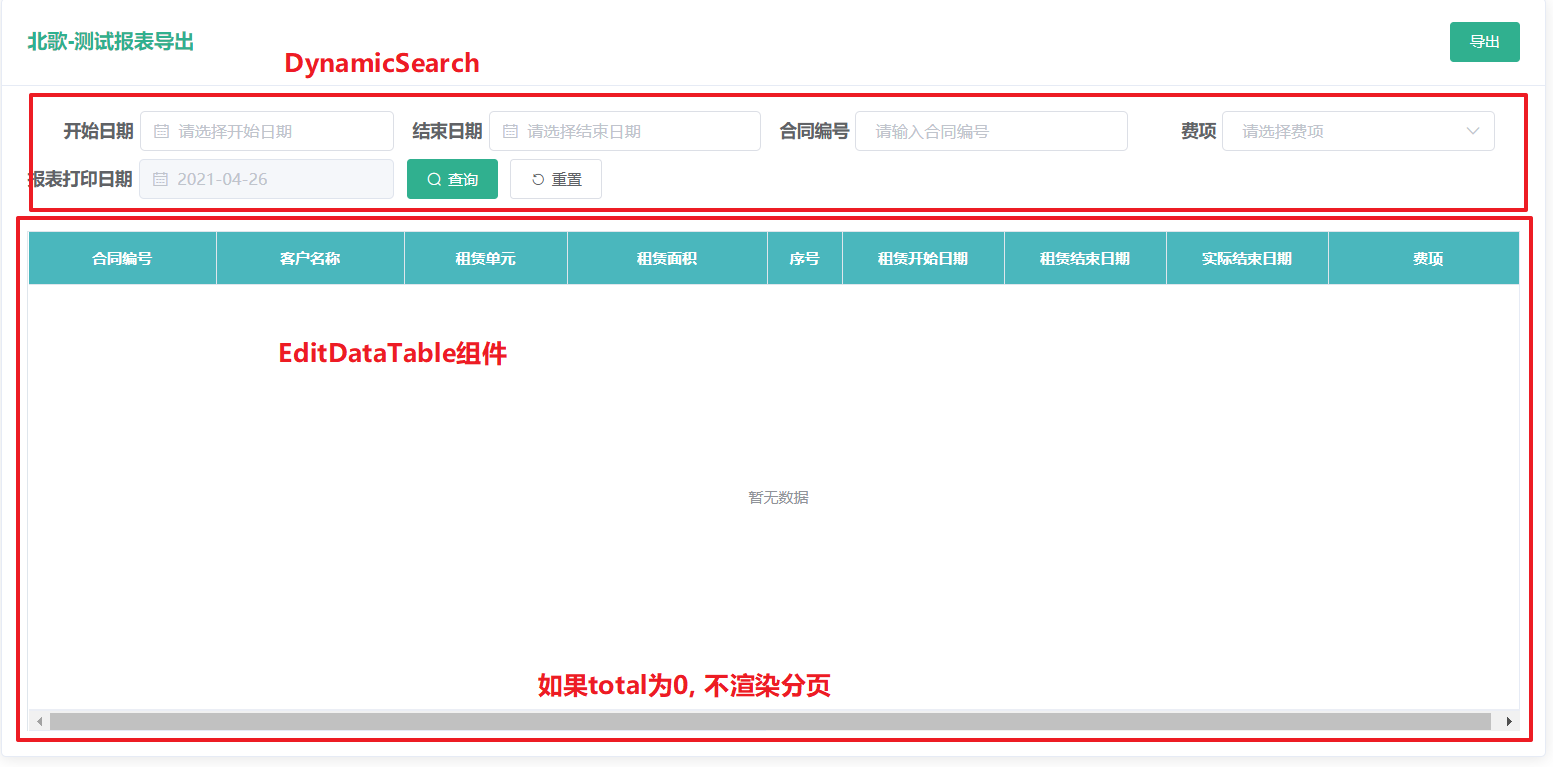 北歌-测试报表导出
导出
DynamicSearch
开始日期 请选择开始日期 结束日期 请选择结束日期 合同编号 请输入合同编号 费项 请选择费项
报表打印日期 2021-04-26 查询 重置
合同编号 客户名称 租赁单元 租赁面积 序号 租赁开始日期 租赁结束日期 实际结束日期 费项
EditDataTable组件
暂无数据
如果total为0, 不渲染分页